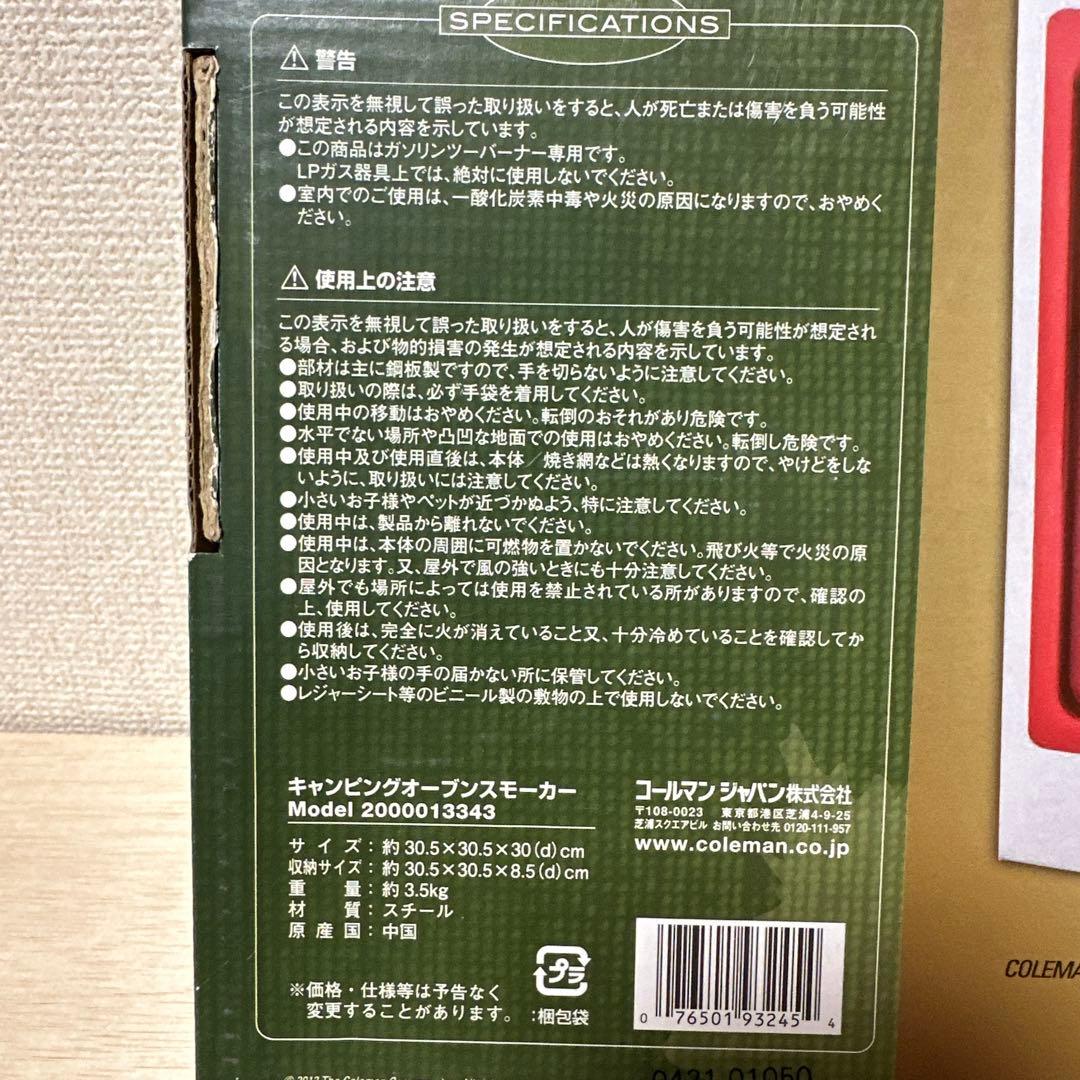 SPECIFICATIONS
⚠ 警告
この表示を無視して誤った取り扱いをすると、人が死亡または傷害を負う可能性
が想定される内容を示しています。
●この商品はガソリンツーバーナー専用です。
LPガス器具上では、絶対に使用しないでください。
●室内でのご使用は、一酸化炭素中毒や火災の原因になりますので、おやめく
ださい。
⚠ 使用上の注意
この表示を無視して誤った取り扱いをすると、人が傷害を負う可能性が想定され
る場合、および物的損害の発生が想定される内容を示しています。
●部材は主に鋼板製ですので、手を切らないように注意してください。
●取り扱いの際は、必ず手袋を着用してください。
●使用中の移動はおやめください。転倒のおそれがあり危険です。
●水平でない場所や凸凹な地面での使用はおやめください。転倒し危険です。
●使用中及び使用直後は、本体／焼き網などは熱くなりますので、やけどをしな
いように、取り扱いには注意してください。
●小さいお子様やペットが近づかぬよう、特に注意してください。
●使用中は、製品から離れないでください。
●使用中は、本体の周囲に可燃物を置かないでください。飛び火等で火災の原
因となります。又、屋外で風の強いときにも十分注意してください。
●屋外でも場所によっては使用を禁止されている所がありますので、確認の
上、使用してください。
●使用後は、完全に火が消えていること又、十分冷めていることを確認してか
ら収納してください。
●小さいお子様の手の届かない所に保管してください。
●レジャーシート等のビニール製の敷物の上で使用しないでください。
キャンピングオーブンスモーカー
Model 2000013343
サイズ：約 30.5×30.5×30(d)cm
収納サイズ：約 30.5×30.5×8.5(d)cm
重量：約 3.5kg
材質：スチール
原産国：中国
※価格・仕様等は予告なく
変更することがあります。
プラ
：梱包袋
コールマン ジャパン株式会社
〒108-0023 東京都港区芝浦4-9-25
芝浦スクエアビル お問い合わせ先 0120-111-957
www.coleman.co.jp
0 76501 93245 4
COLEMA
0431 01050